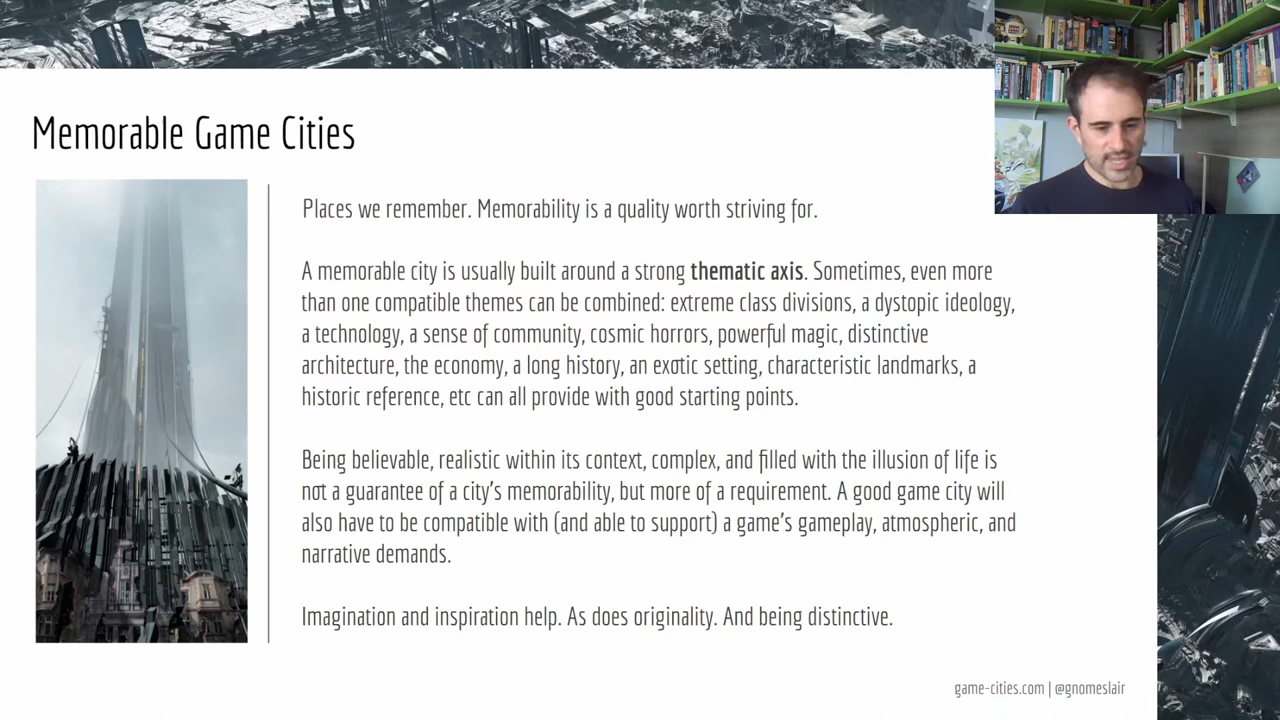 Memorable Game Cities
Places we remember. Memorability is a quality worth striving for.
A memorable city is usually built around a strong thematic axis. Sometimes, even more
than one compatible themes can be combined: extreme class divisions, a dystopic ideology,
a technology, a sense of community, cosmic horrors, powerful magic, distinctive
architecture, the economy, a long history, an exotic setting, characteristic landmarks, a
historic reference, etc can all provide with good starting points.
Being believable, realistic within its context, complex, and filled with the illusion of life is
not a guarantee of a city's memorability, but more of a requirement. A good game city will
also have to be compatible with (and able to support) a game's gameplay, atmospheric, and
narrative demands.
Imagination and inspiration help. As does originality. And being distinctive.
game-cities.com | @gnomeslair